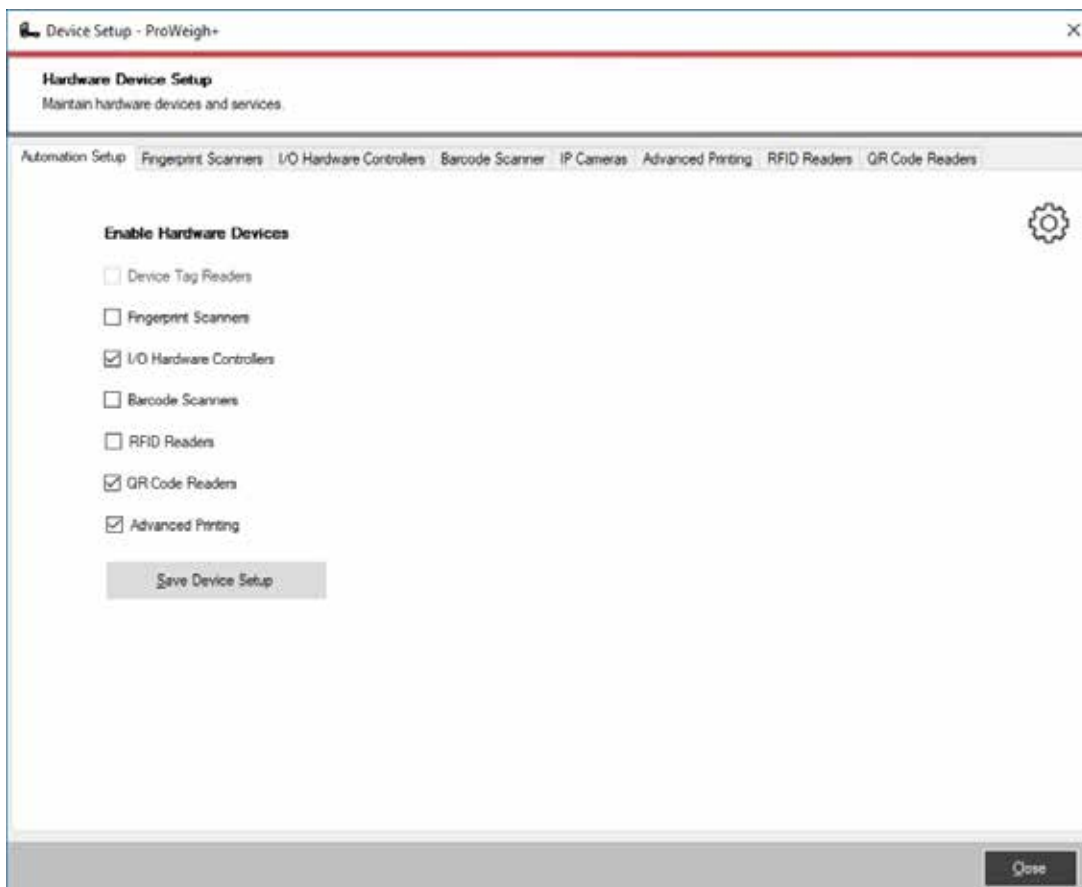 Device Setup - ProWeigh+
Hardware Device Setup
Maintain hardware devices and services.
Automation Setup Fingerprint Scanners I/O Hardware Controllers Barcode Scanner IP Cameras Advanced Printing RFID Readers QR Code Readers
Enable Hardware Devices
Device Tag Readers
Fingerprint Scanners
I/O Hardware Controllers
Barcode Scanners
RFID Readers
QR Code Readers
Advanced Printing
Save Device Setup
Close